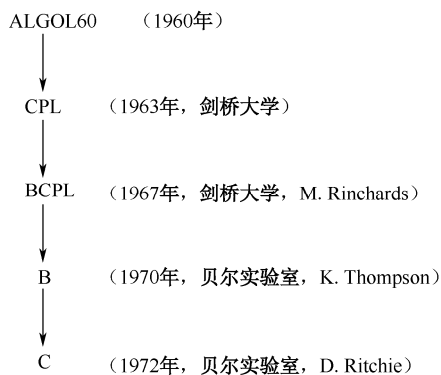 ALGOL60 （1960年）
CPL （1963年，剑桥大学）
BCPL （1967年，剑桥大学，M. Rinchards）
B （1970年，贝尔实验室，K. Thompson）
C （1972年，贝尔实验室，D. Ritchie）